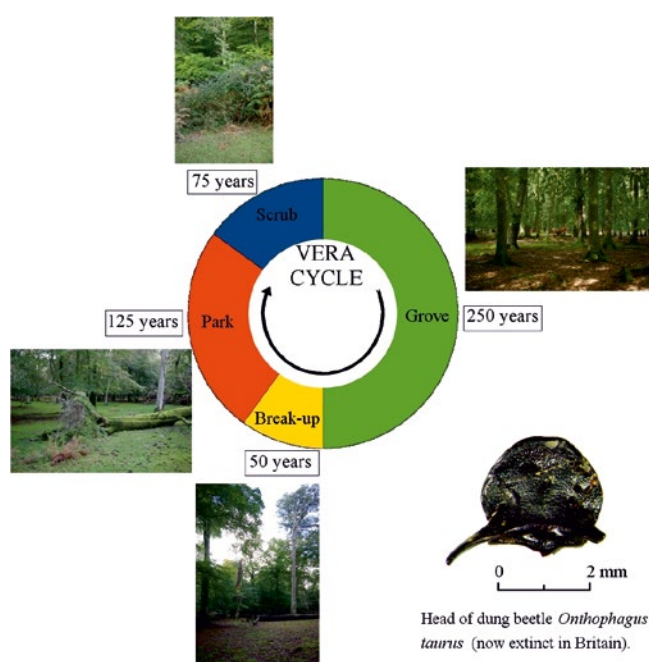 75 years
Scrub
VERA
CYCLE
125 years
Park
Grove
250 years
Break-up
50 years
0 2 mm
Head of dung beetle Onthophagus
taurus (now extinct in Britain).